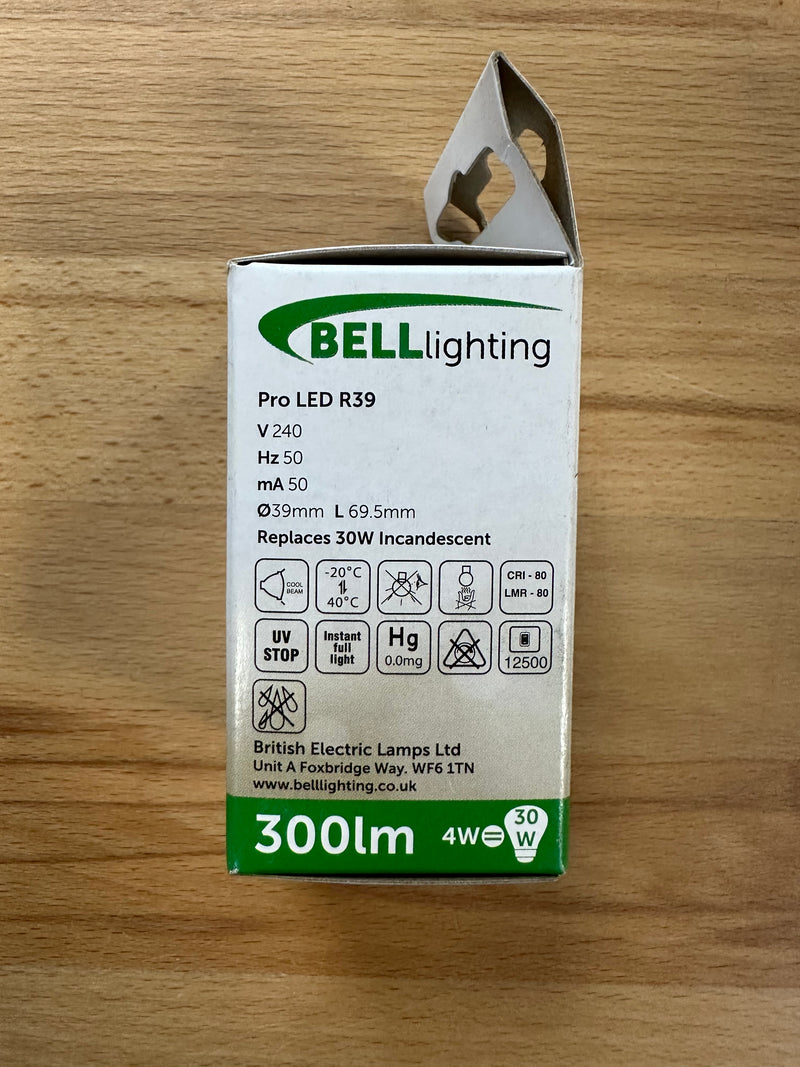 BELLlighting
Pro LED R39
V 240
Hz 50
mA 50
Ø39mm L 69.5mm
Replaces 30W Incandescent
COOL
BEAM
-20°C
40°C
CRI - 80
LMR - 80
UV
STOP
Instant
full
light
Hg
0.0mg
12500
British Electric Lamps Ltd
Unit A Foxbridge Way. WF6 1TN
www.belllighting.co.uk
300lm
4W=
30
W